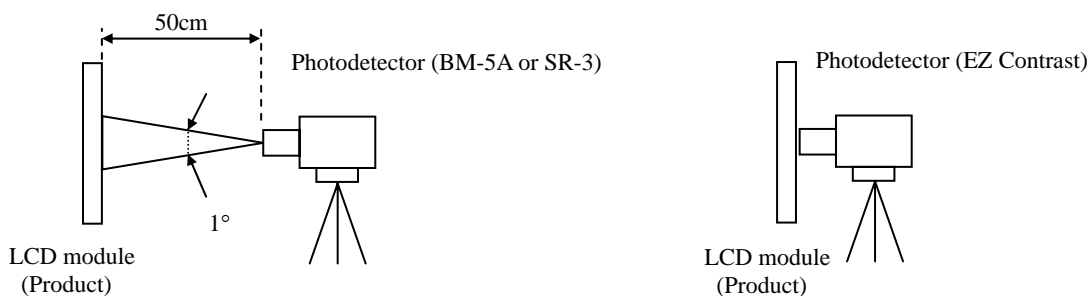 50cm
Photodetector (BM-5A or SR-3)
1°
LCD module
(Product)
Photodetector (EZ Contrast)
LCD module
(Product)